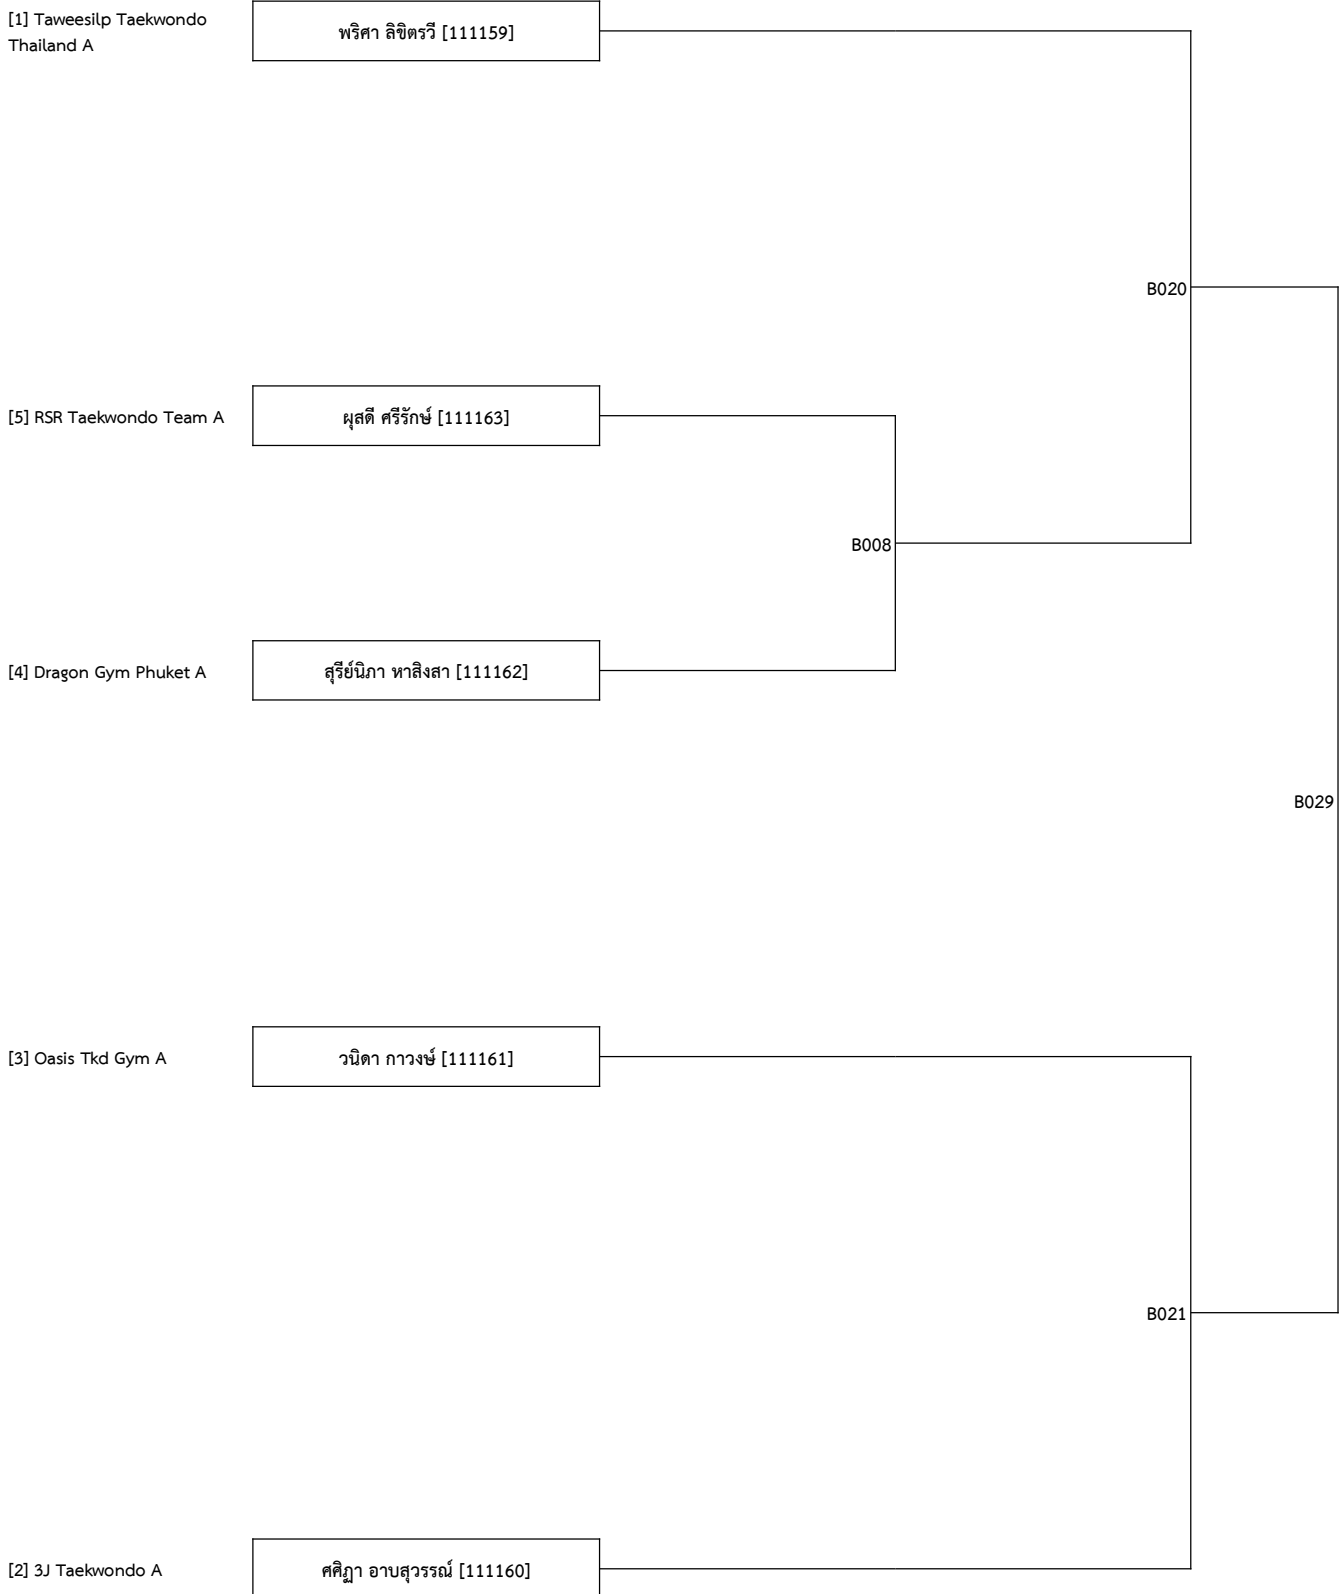 [1] Taweesilp Taekwondo
Thailand A
พริศา ลิขิตรวี [111159]
B020
[5] RSR Taekwondo Team A
ผุสดี ศรีรักษ์ [111163]
B008
[4] Dragon Gym Phuket A
สุรีย์นิภา หาสิงสา [111162]
B029
[3] Oasis Tkd Gym A
วนิดา กาวงษ์ [111161]
B021
[2] 3J Taekwondo A
ศศิฏา อาบสุวรรณ์ [111160]